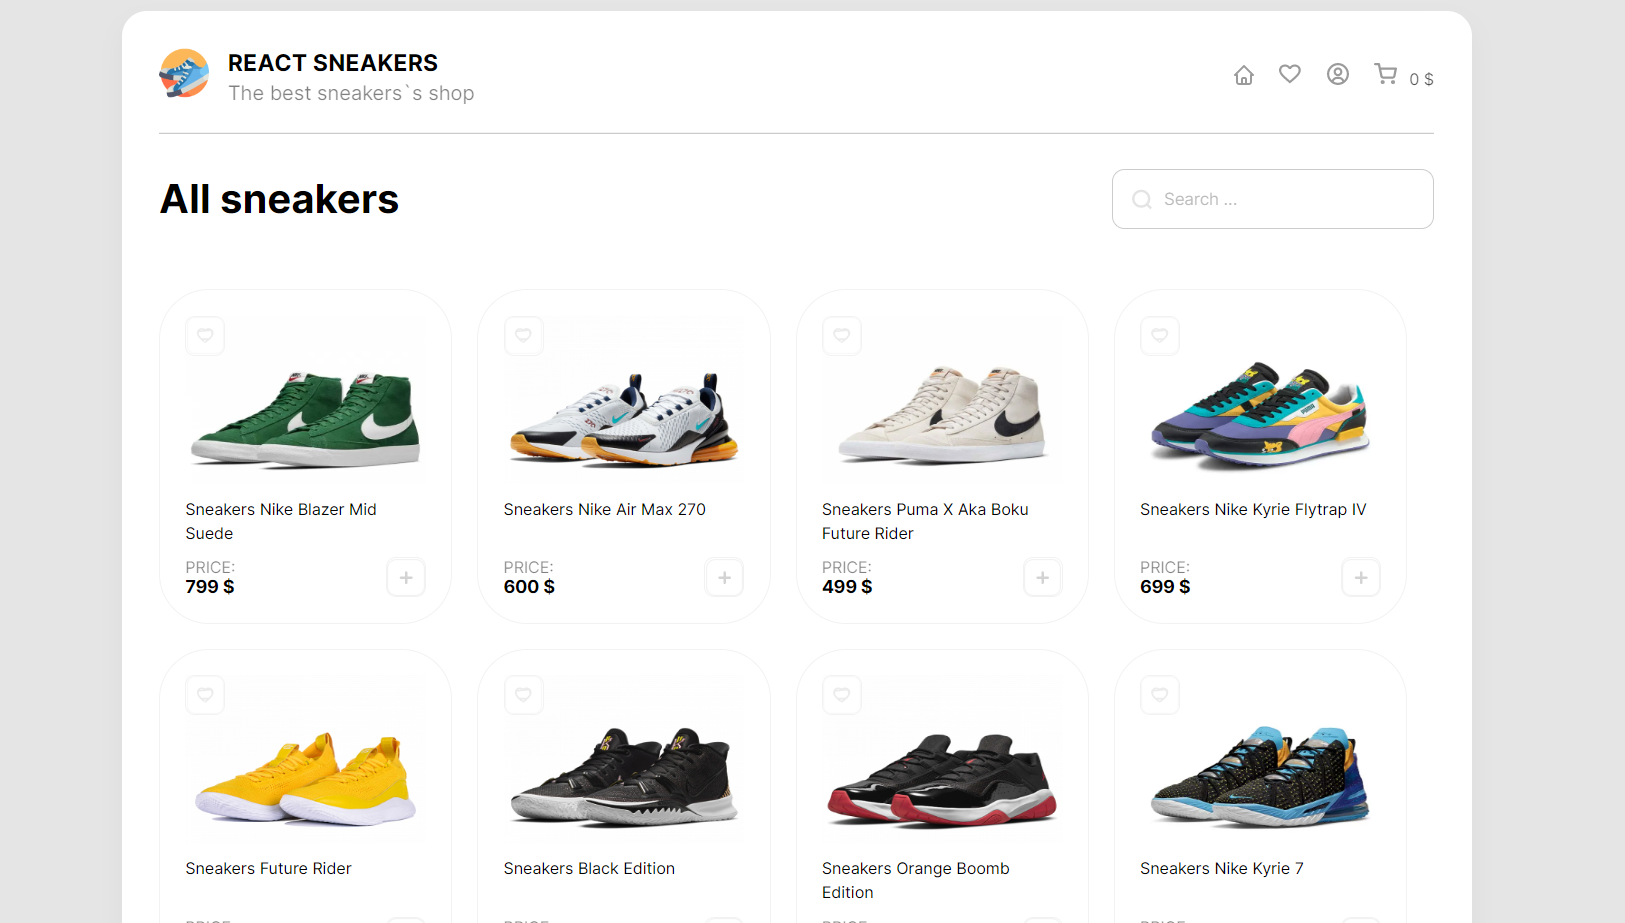 REACT SNEAKERS
The best sneakers`s shop
0 $
All sneakers
Search ...
Sneakers Nike Blazer Mid
Suede
PRICE:
799 $
Sneakers Nike Air Max 270
PRICE:
600 $
Sneakers Puma X Aka Boku
Future Rider
PRICE:
499 $
Sneakers Nike Kyrie Flytrap IV
PRICE:
699 $
Sneakers Future Rider
Sneakers Black Edition
Sneakers Orange Boomb
Edition
Sneakers Nike Kyrie 7